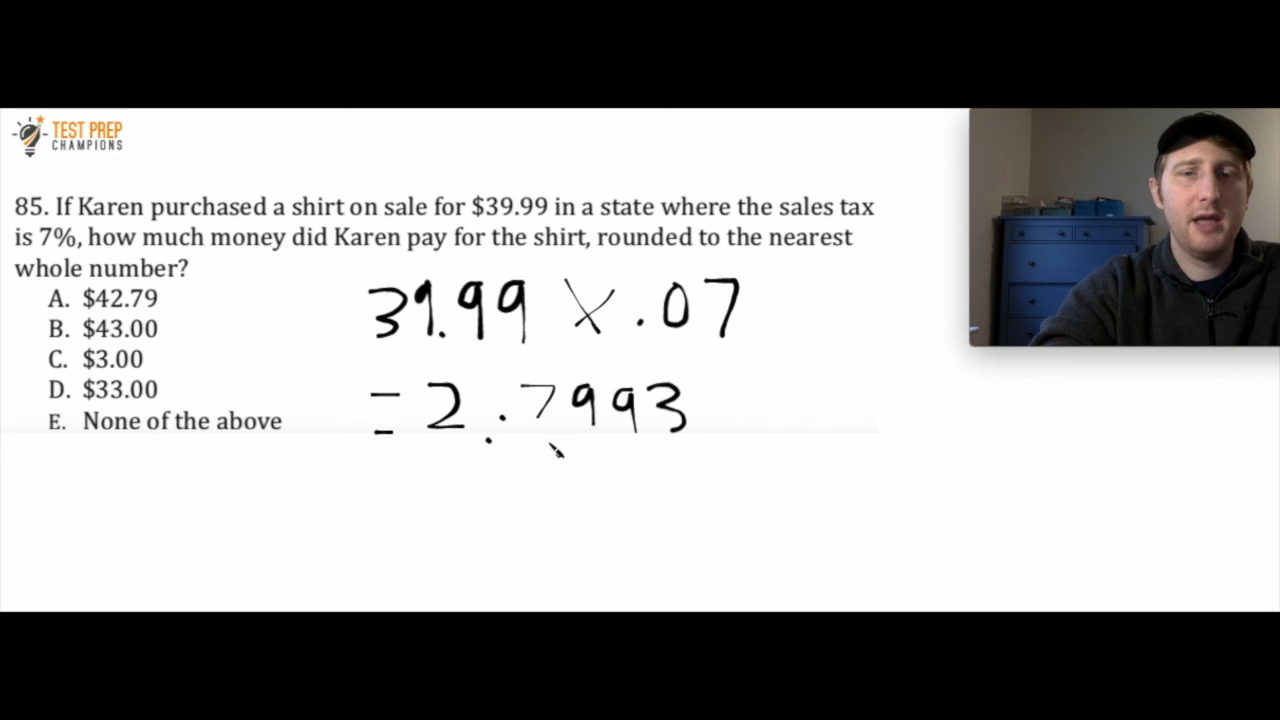 TEST PREP
CHAMPIONS
85. If Karen purchased a shirt on sale for $39.99 in a state where the sales tax
is 7%, how much money did Karen pay for the shirt, rounded to the nearest
whole number?
A. $42.79
B. $43.00
C. $3.00
D. $33.00
E. None of the above
39.99 X .07
= 2.7993